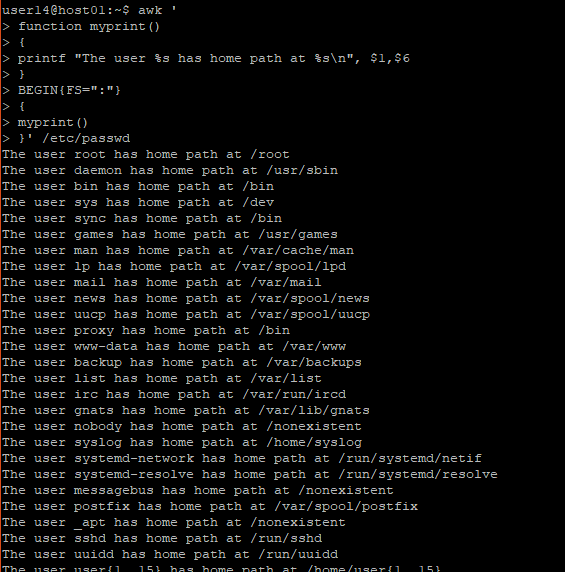 user14@host01:~$ awk '
> function myprint()
> {
> printf "The user %s has home path at %s\n", $1,$6
> }
> BEGIN{FS=":"}
> {
> myprint()
> }' /etc/passwd
The user root has home path at /root
The user daemon has home path at /usr/sbin
The user bin has home path at /bin
The user sys has home path at /dev
The user sync has home path at /bin
The user games has home path at /usr/games
The user man has home path at /var/cache/man
The user lp has home path at /var/spool/lpd
The user mail has home path at /var/mail
The user news has home path at /var/spool/news
The user uucp has home path at /var/spool/uucp
The user proxy has home path at /bin
The user www-data has home path at /var/www
The user backup has home path at /var/backups
The user list has home path at /var/list
The user irc has home path at /var/run/ircd
The user gnats has home path at /var/lib/gnats
The user nobody has home path at /nonexistent
The user syslog has home path at /home/syslog
The user systemd-network has home path at /run/systemd/netif
The user systemd-resolve has home path at /run/systemd/resolve
The user messagebus has home path at /nonexistent
The user postfix has home path at /var/spool/postfix
The user _apt has home path at /nonexistent
The user sshd has home path at /run/sshd
The user uuidd has home path at /run/uuidd
The user user{1..15} has home path at /home/user{1..15}